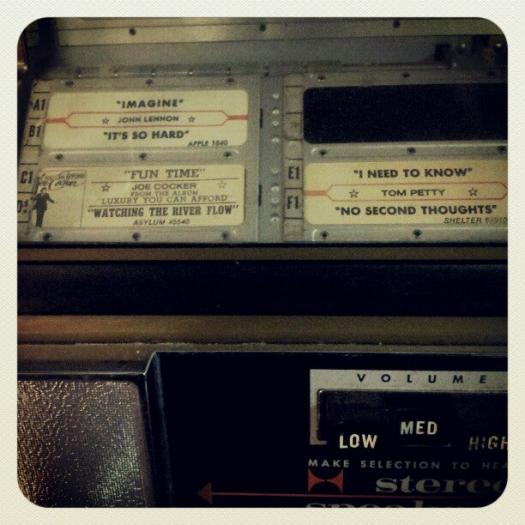 A1
"IMAGINE"
☆ JOHN LENNON ☆
B1
"IT'S SO HARD"
APPLE 1840
C1
"FUN TIME"
☆ JOE COCKER ☆
FROM THE ALBUM
LUXURY YOU CAN AFFORD
"WATCHING THE RIVER FLOW"
ASYLUM 45540
E1
"I NEED TO KNOW"
☆ TOM PETTY ☆
F1
"NO SECOND THOUGHTS"
SHELTER
VOLUME
LOW MED HIGH
MAKE SELECTION TO HEA
stereo